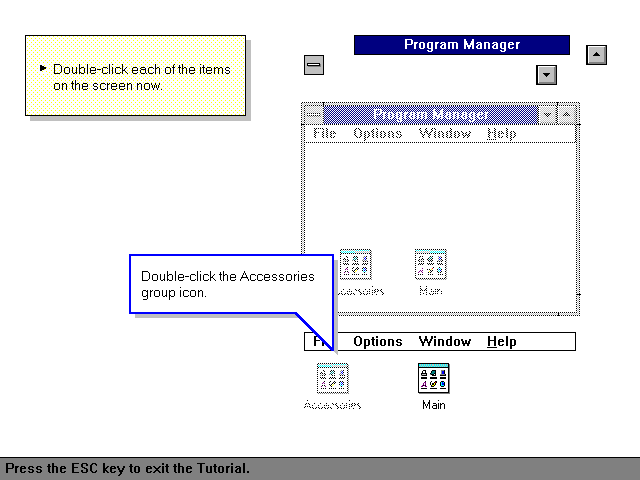 Program Manager
Double-click each of the items
on the screen now.
Program Manager
File Options Window Help
Double-click the Accessories
group icon.
Main
Options Window Help
Accessories Main
Press the ESC key to exit the Tutorial.